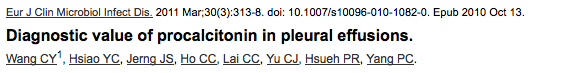 Eur J Clin Microbiol Infect Dis. 2011 Mar;30(3):313-8. doi: 10.1007/s10096-010-1082-0. Epub 2010 Oct 13.
Diagnostic value of procalcitonin in pleural effusions.
Wang CY1, Hsiao YC, Jerng JS, Ho CC, Lai CC, Yu CJ, Hsueh PR, Yang PC.